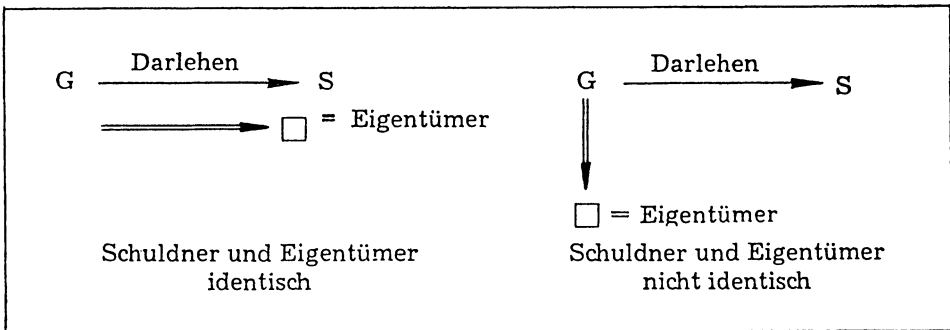 Darlehen
G S
= Eigentümer
Schuldner und Eigentümer
identisch
Darlehen
G S
= Eigentümer
Schuldner und Eigentümer
nicht identisch